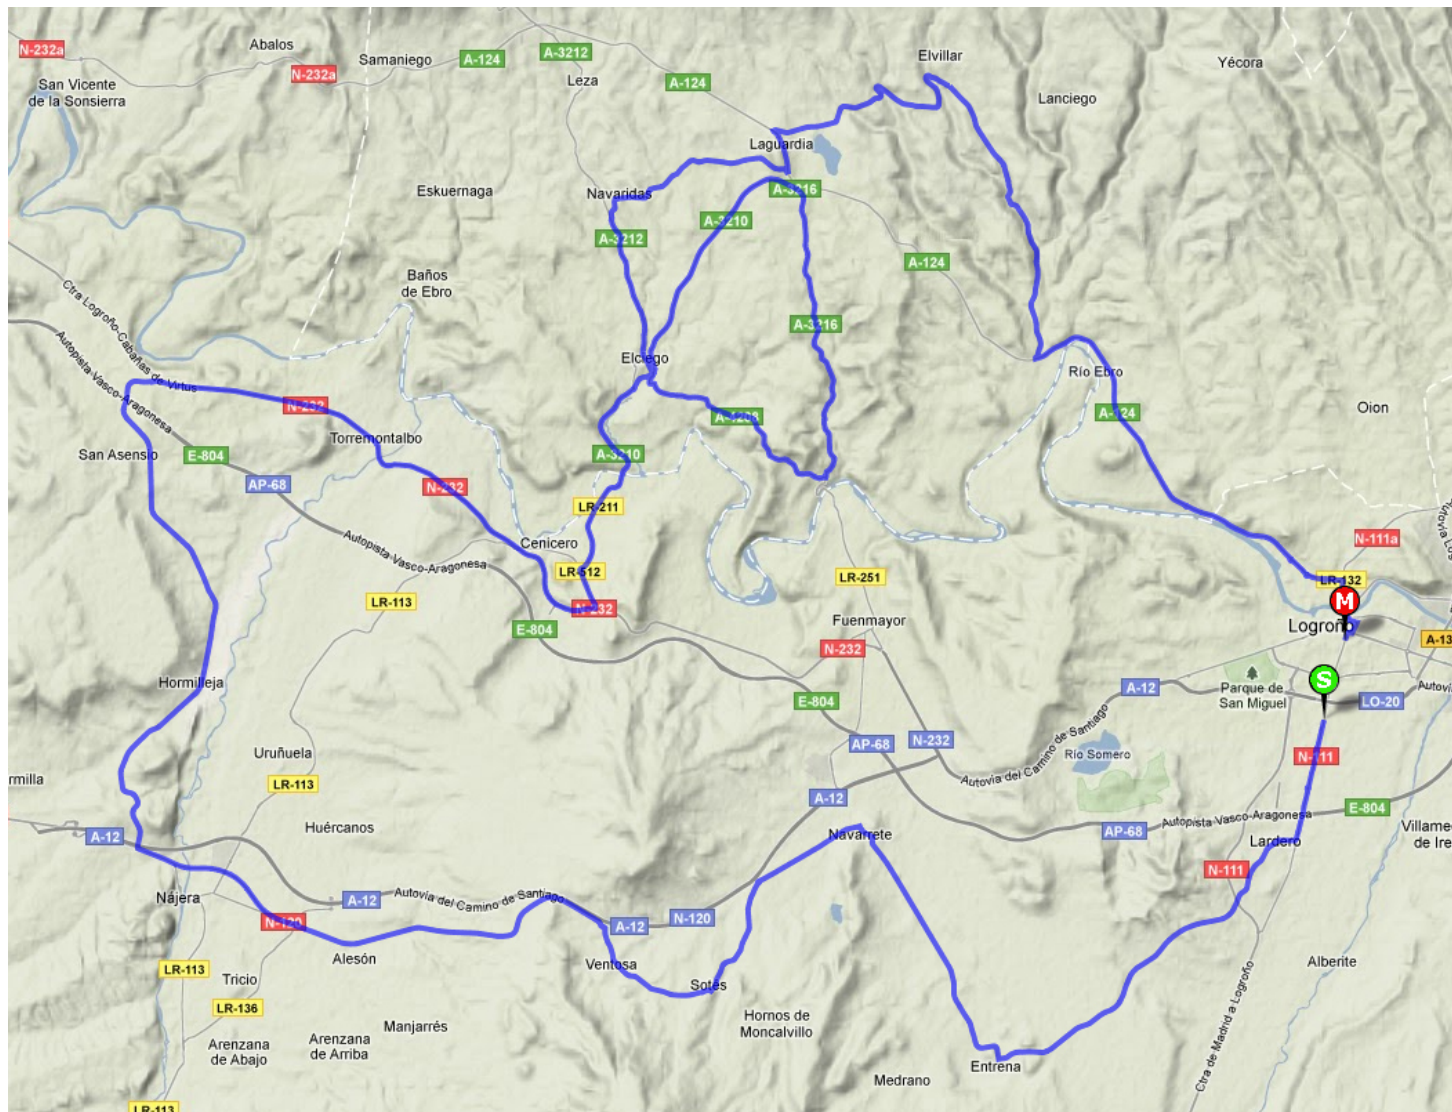 N-232a
Abalos
Samaniego
A-124
A-3212
N-232a
San Vicente
de la Sonsierra
Leza
A-124
Elvillar
Yécora
Lanciego
Laguardia
Eskuernaga
Navaridas
A-3216
A-3210
A-3212
A-124
Baños
de Ebro
Ctra Logroño-Cabañas de Virtus
Autopista Vasco-Aragonesa
A-3216
Elciego
Río Ebro
N-232
A-124
Oion
Torremontalbo
San Asensio
E-804
A-3210
AP-68
N-232
LR-211
Autopista Vasco-Aragonesa
Cenicero
N-111a
LR-512
LR-251
LR-132
LR-113
N-232
M
E-804
Fuenmayor
Logroño
A-13
N-232
Hormilleja
S
A-12
Parque de
San Miguel
LO-20
E-804
AP-68
N-232
Autovía del Camino de Santiago
Río Somero
N-111
Uruñuela
LR-113
A-12
E-804
Huércanos
A-12
Navarrete
AP-68
Autopista Vasco-Aragonesa
Lardero
N-111
Nájera
A-12
Autovía del Camino de Santiago
N-120
A-12
N-120
Alesón
Ventosa
Sotés
Alberite
LR-113
Tricio
LR-136
Manjarrés
Hornos de
Moncalvillo
Arenzana
de Abajo
Arenzana
de Arriba
Entrena
Medrano
Ctra de Madrid a Logroño
LR-113